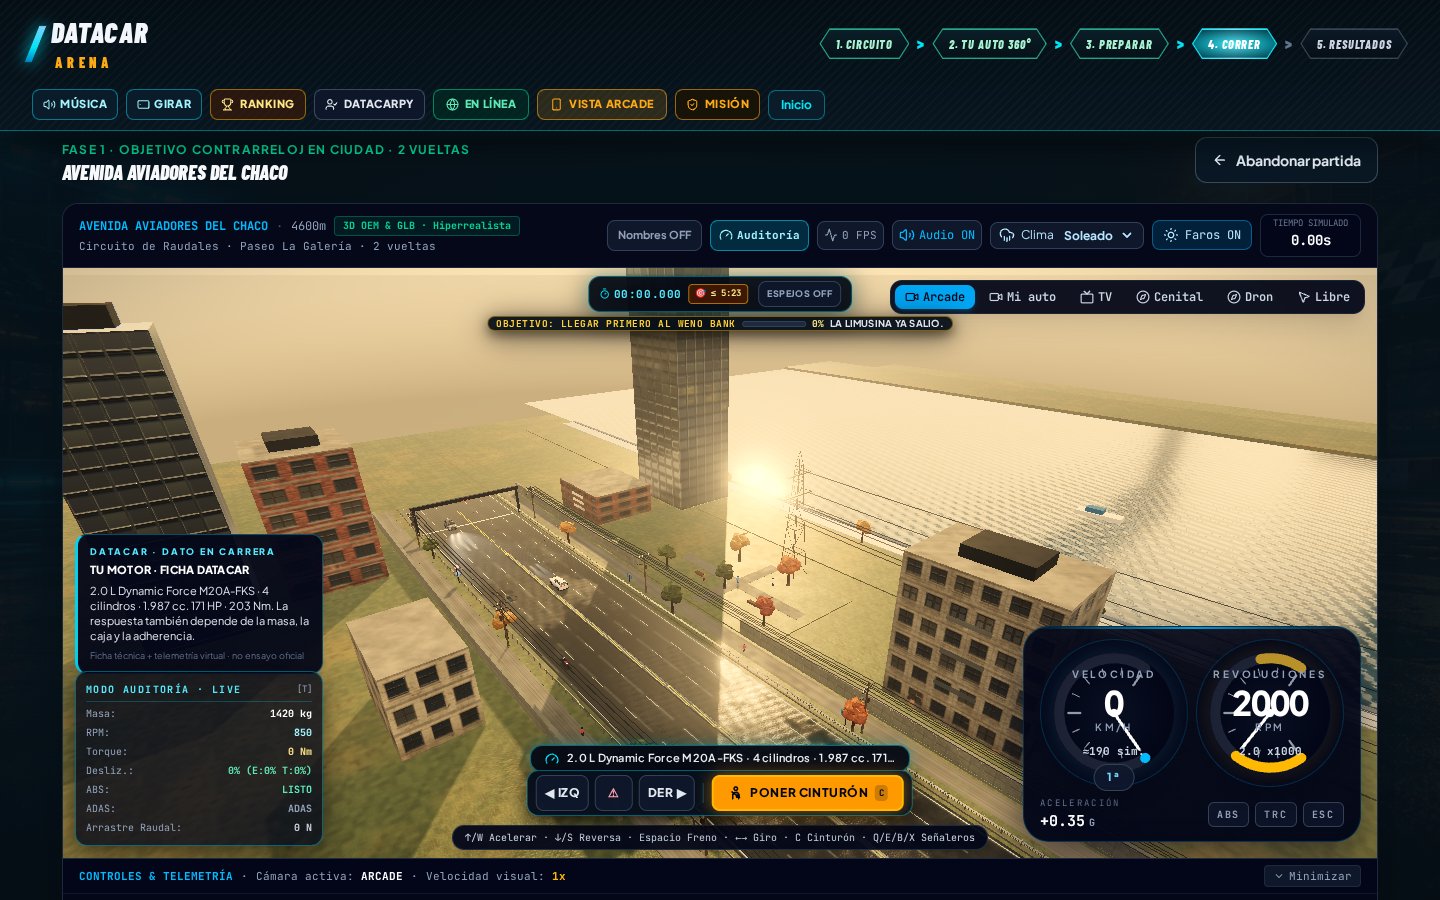 DATACAR
ARENA
1. CIRCUITO > 2. TU AUTO 360° > 3. PREPARAR > 4. CORRER > 5. RESULTADOS
MÚSICA GIRAR RANKING DATACARPY EN LÍNEA VISTA ARCADE MISIÓN Inicio
FASE 1 · OBJETIVO CONTRARRELOJ EN CIUDAD · 2 VUELTAS
AVENIDA AVIADORES DEL CHACO
← Abandonar partida
AVENIDA AVIADORES DEL CHACO · 4600m 3D OEM & GLB · Hiperrealista
Circuito de Raudales · Paseo La Galería · 2 vueltas
Nombres OFF Auditoría 0 FPS Audio ON Clima Soleado Faros ON
TIEMPO SIMULADO
0.00s
00:00.000 🎯 ≤ 5:23 ESPEJOS OFF
Arcade Mi auto TV Cenital Dron Libre
OBJETIVO: LLEGAR PRIMERO AL WENO BANK 0% LA LIMUSINA YA SALIO.
DATACAR · DATO EN CARRERA
TU MOTOR · FICHA DATACAR
2.0 L Dynamic Force M20A-FKS · 4
cilindros · 1.987 cc. 171 HP · 203 Nm. La
respuesta también depende de la masa, la
caja y la adherencia.
Ficha técnica + telemetría virtual · no ensayo oficial
MODO AUDITORÍA · LIVE [T]
Masa: 1420 kg
RPM: 850
Torque: 0 Nm
Desliz.: 0% (E:0% T:0%)
ABS: LISTO
ADAS: ADAS
Arrastre Raudal: 0 N
2.0 L Dynamic Force M20A-FKS · 4 cilindros · 1.987 cc. 171…
◀ IZQ ⚠ DER ▶ PONER CINTURÓN C
↑/W Acelerar · ↓/S Reversa · Espacio Freno · ←→ Giro · C Cinturón · Q/E/B/X Señaleros
VELOCIDAD
0
KM/H
≈190 sim.
1ª
REVOLUCIONES
2000
RPM
2.0 x1000
ACELERACIÓN
+0.35 G
ABS TRC ESC
CONTROLES & TELEMETRÍA · Cámara activa: ARCADE · Velocidad visual: 1x
Minimizar